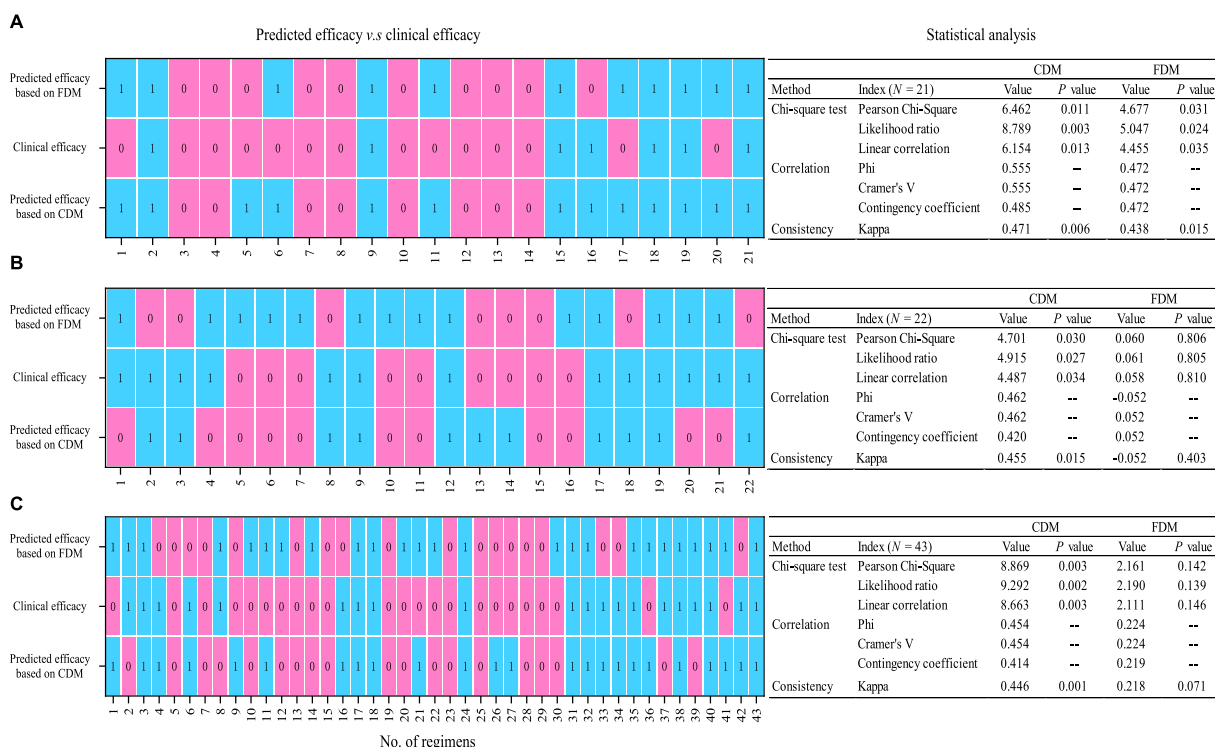 A
Predicted efficacy v.s clinical efficacy
Predicted efficacy
based on FDM
1 1 0 0 0 1 0 0 1 0 1 0 0 0 1 0 1 1 1 1 1
Clinical efficacy
0 1 0 0 0 0 0 0 1 0 0 0 0 0 1 1 0 1 1 0 1
Predicted efficacy
based on CDM
1 1 0 0 1 1 0 0 1 0 1 0 0 0 1 1 1 1 1 1 1
1 2 3 4 5 6 7 8 9 10 11 12 13 14 15 16 17 18 19 20 21
Statistical analysis
CDM FDM
Method Index (N = 21) Value P value Value P value
Chi-square test Pearson Chi-Square 6.462 0.011 4.677 0.031
Likelihood ratio 8.789 0.003 5.047 0.024
Linear correlation 6.154 0.013 4.455 0.035
Correlation Phi 0.555 -- 0.472 --
Cramer's V 0.555 -- 0.472 --
Contingency coefficient 0.485 -- 0.472 --
Consistency Kappa 0.471 0.006 0.438 0.015
B
Predicted efficacy
based on FDM
1 0 0 1 1 1 1 0 1 1 1 1 0 0 0 1 1 0 1 1 1 0
Clinical efficacy
1 1 1 1 0 0 0 1 1 0 0 1 0 0 0 0 1 1 1 1 1 1
Predicted efficacy
based on CDM
0 1 1 0 0 0 0 1 1 0 0 1 1 1 0 0 1 1 1 0 0 1
1 2 3 4 5 6 7 8 9 10 11 12 13 14 15 16 17 18 19 20 21 22
CDM FDM
Method Index (N = 22) Value P value Value P value
Chi-square test Pearson Chi-Square 4.701 0.030 0.060 0.806
Likelihood ratio 4.915 0.027 0.061 0.805
Linear correlation 4.487 0.034 0.058 0.810
Correlation Phi 0.462 -- -0.052 --
Cramer's V 0.462 -- 0.052 --
Contingency coefficient 0.420 -- 0.052 --
Consistency Kappa 0.455 0.015 -0.052 0.403
C
Predicted efficacy
based on FDM
1 1 1 0 0 0 0 1 0 1 1 1 0 1 0 0 1 1 0 1 1 1 0 1 0 0 0 0 0 1 1 1 0 0 1 1 1 1 1 1 1 0 1
Clinical efficacy
0 1 1 1 0 1 0 1 0 0 0 0 0 0 0 1 1 1 0 0 0 0 0 1 0 0 0 0 0 0 1 1 1 1 1 0 1 1 1 1 0 1 1
Predicted efficacy
based on CDM
1 0 1 1 0 1 0 0 1 0 1 0 0 0 0 1 1 1 0 0 1 0 0 1 0 1 1 0 0 0 1 1 1 1 1 1 0 1 0 1 1 1 1
1 2 3 4 5 6 7 8 9 10 11 12 13 14 15 16 17 18 19 20 21 22 23 24 25 26 27 28 29 30 31 32 33 34 35 36 37 38 39 40 41 42 43
No. of regimens
CDM FDM
Method Index (N = 43) Value P value Value P value
Chi-square test Pearson Chi-Square 8.869 0.003 2.161 0.142
Likelihood ratio 9.292 0.002 2.190 0.139
Linear correlation 8.663 0.003 2.111 0.146
Correlation Phi 0.454 -- 0.224 --
Cramer's V 0.454 -- 0.224 --
Contingency coefficient 0.414 -- 0.219 --
Consistency Kappa 0.446 0.001 0.218 0.071